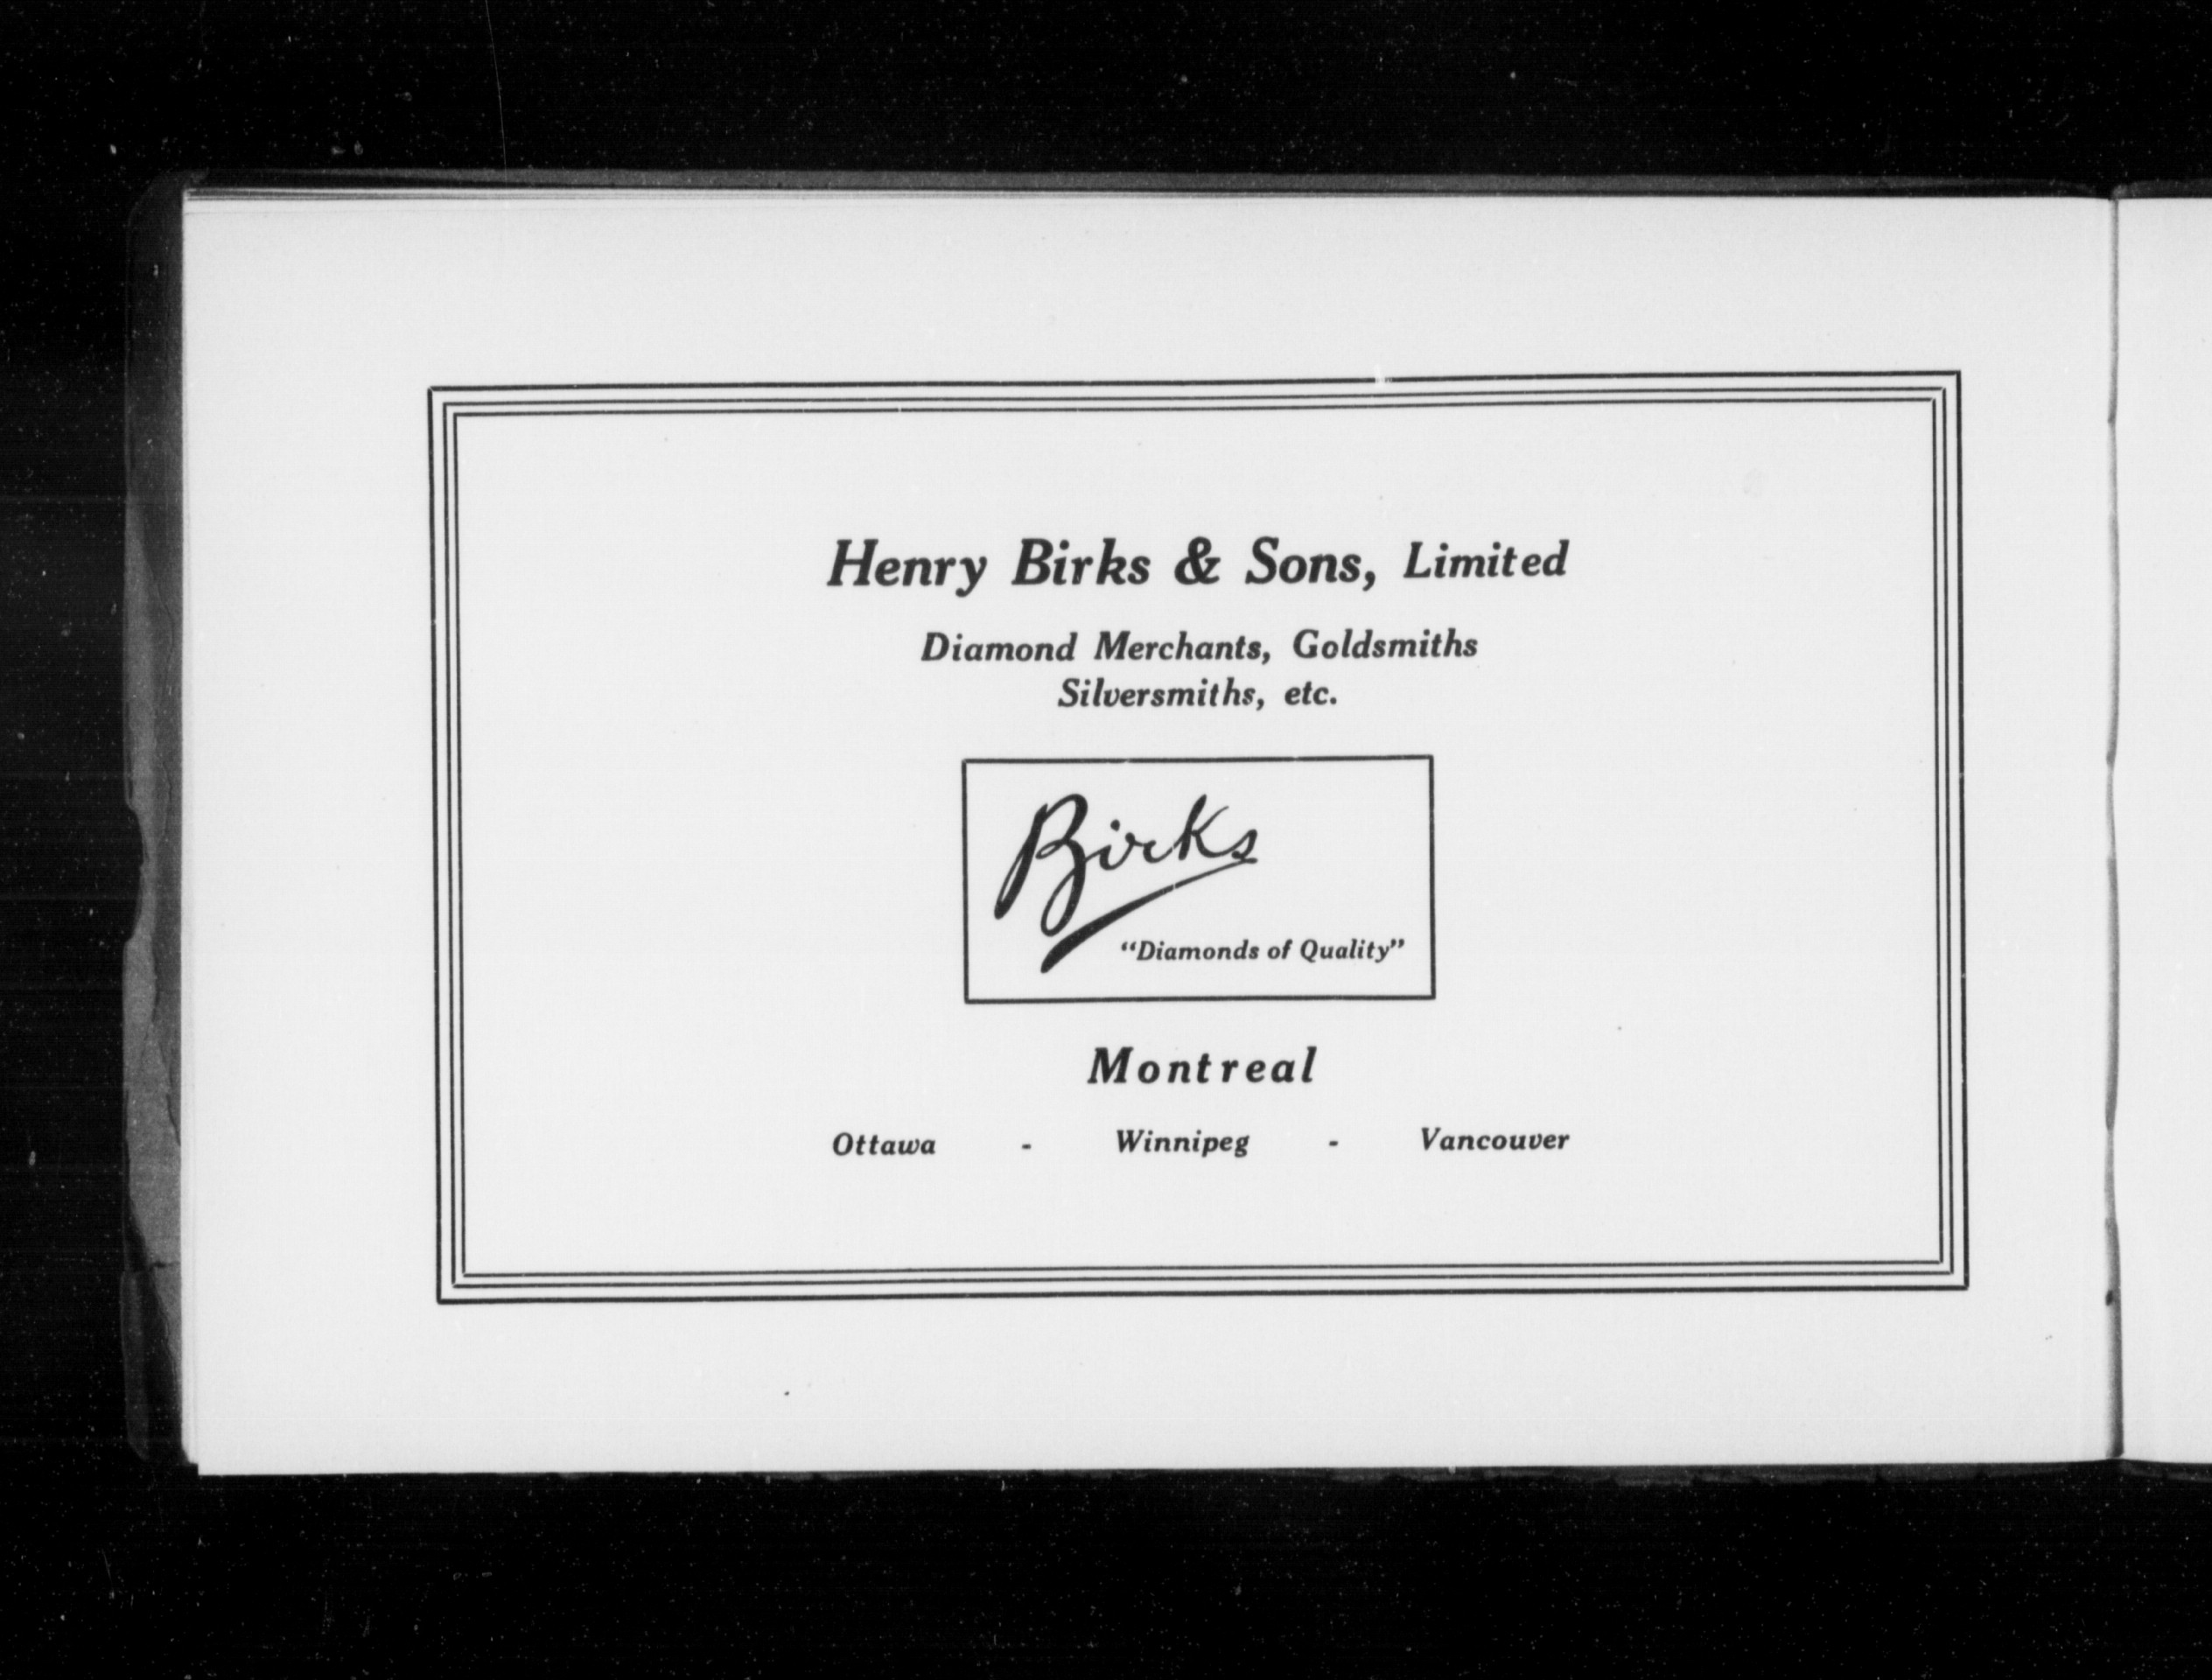 Henry Birks & Sons, Limited
Diamond Merchants, Goldsmiths
Silversmiths, etc.
Birks
“Diamonds of Quality”
Montreal
Ottawa - Winnipeg - Vancouver